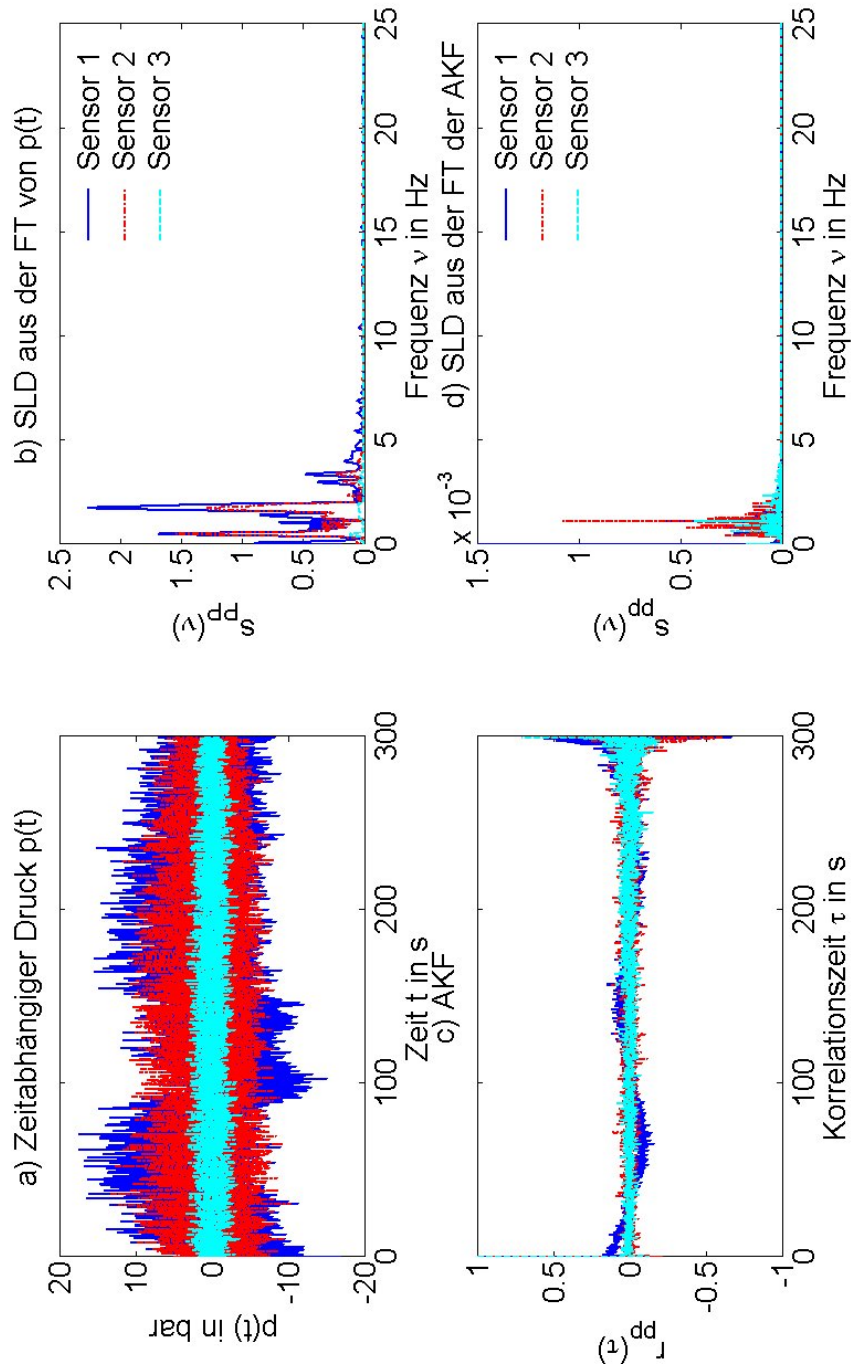 a) Zeitabhängiger Druck p(t)
p(t) in bar
20
10
0
-10
-20
0
100
200
300
Zeit t in s
b) SLD aus der FT von p(t)
s_pp(ν)
2.5
2
1.5
1
0.5
0
Sensor 1
Sensor 2
Sensor 3
0
5
10
15
20
25
Frequenz ν in Hz
c) AKF
r_pp(τ)
1
0.5
0
-0.5
-1
0
100
200
300
Korrelationszeit τ in s
d) SLD aus der FT der AKF
x 10⁻³
s_pp(ν)
1.5
1
0.5
0
Sensor 1
Sensor 2
Sensor 3
0
5
10
15
20
25
Frequenz ν in Hz